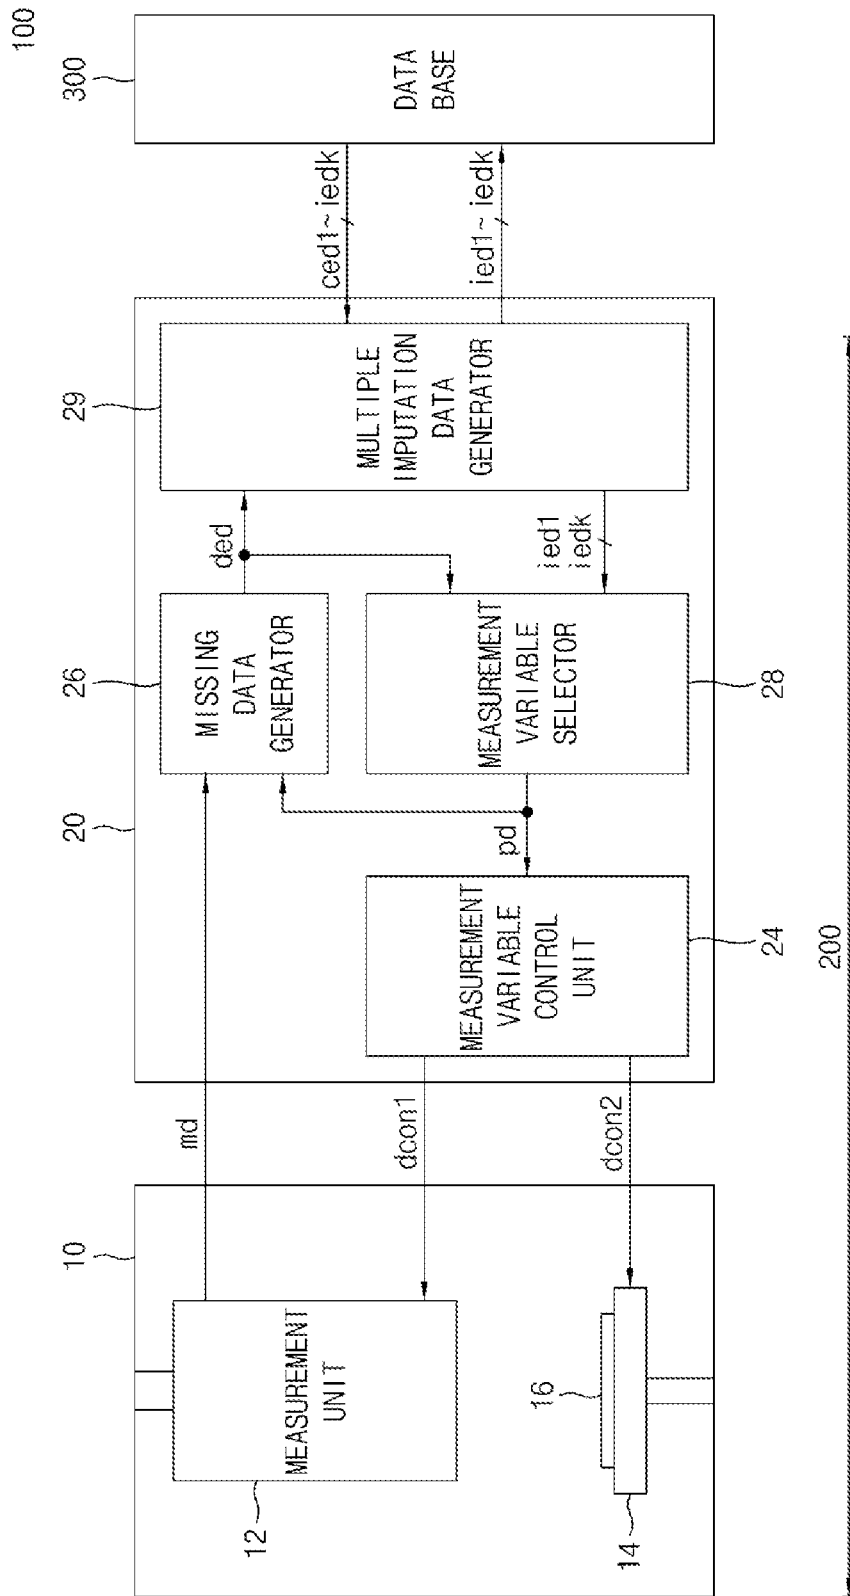 100
300
DATA
BASE
ced1~iedk
ied1~iedk
29
MULTIPLE
IMPUTATION
DATA
GENERATOR
ded
ied1
iedk
26
MISSING
DATA
GENERATOR
MEASUREMENT
VARIABLE
SELECTOR
28
20
pd
MEASUREMENT
VARIABLE
CONTROL
UNIT
24
200
md
dcon1
dcon2
10
MEASUREMENT
UNIT
12
16
14